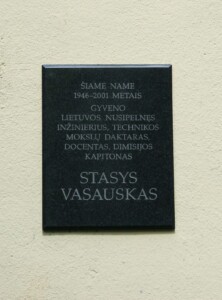 ŠIAME NAME
1948–2001 METAIS
GYVENO
LIETUVOS NUSIPELNĘS
INŽINIERIUS, TECHNIKOS
MOKSLŲ DAKTARAS,
DOCENTAS, DIMISIJOS
KAPITONAS
STASYS
VASAUSKAS